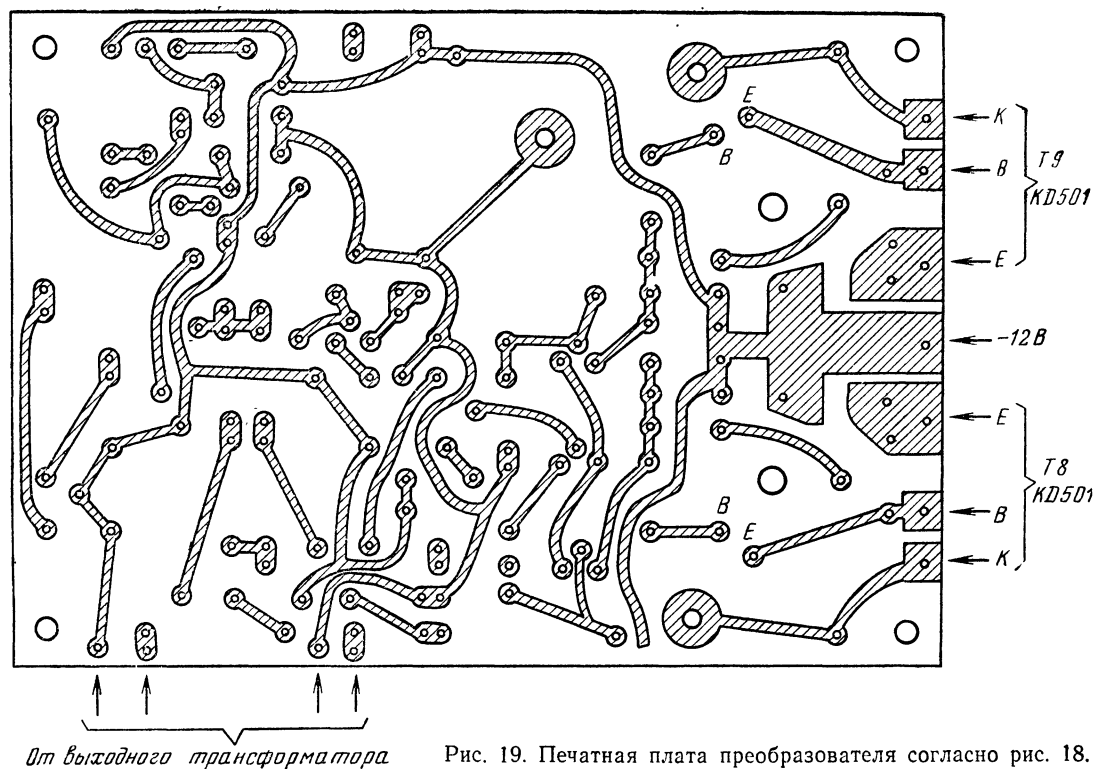 E
K
B
B
T9
KD501
E
-12B
E
T8
KD501
B
B
E
K
От выходного трансформатора
Рис. 19. Печатная плата преобразователя согласно рис. 18.